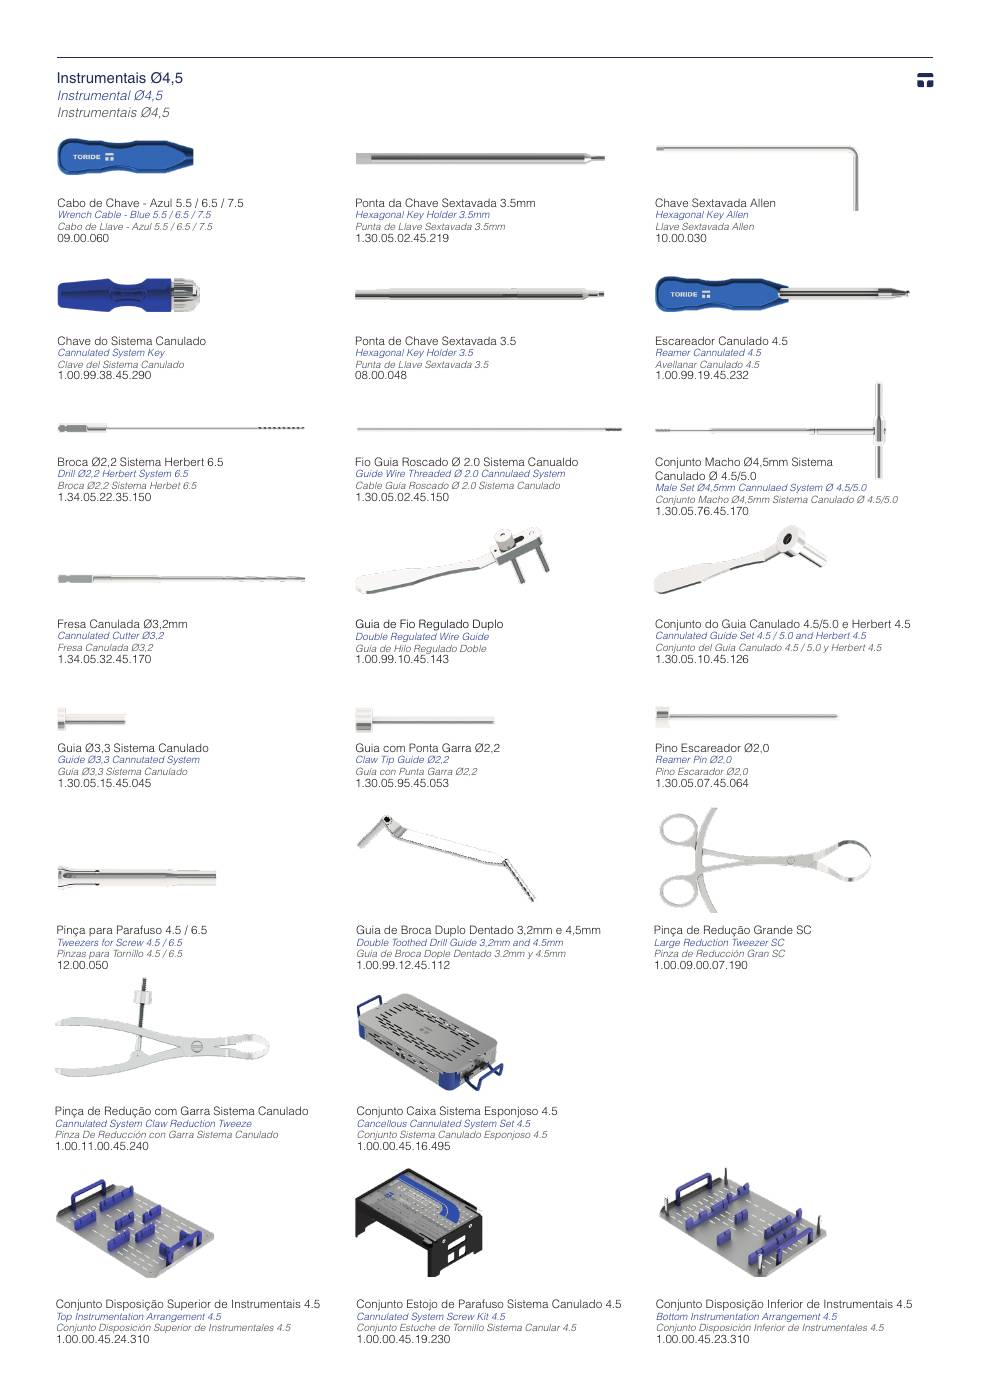 Instrumentais Ø4,5
Instrumental Ø4,5
Instrumentais Ø4,5
TORIDE
Cabo de Chave - Azul 5.5 / 6.5 / 7.5
Wrench Cable - Blue 5.5 / 6.5 / 7.5
Cabo de Llave - Azul 5.5 / 6.5 / 7.5
09.00.060
Ponta da Chave Sextavada 3.5mm
Hexagonal Key Holder 3.5mm
Punta de Llave Sextavada 3.5mm
1.30.05.02.45.219
Chave Sextavada Allen
Hexagonal Key Allen
Llave Sextavada Allen
10.00.030
Chave do Sistema Canulado
Cannulated System Key
Clave del Sistema Canulado
1.00.99.38.45.290
Ponta de Chave Sextavada 3.5
Hexagonal Key Holder 3.5
Punta de Llave Sextavada 3.5
08.00.048
TORIDE
Escareador Canulado 4.5
Reamer Cannulated 4.5
Avellanar Canulado 4.5
1.00.99.19.45.232
Broca Ø2,2 Sistema Herbert 6.5
Drill Ø2,2 Herbert System 6.5
Broca Ø2,2 Sistema Herbet 6.5
1.34.05.22.35.150
Fio Guia Roscado Ø 2.0 Sistema Canualdo
Guide Wire Threaded Ø 2.0 Cannulaed System
Cable Guia Roscado Ø 2.0 Sistema Canulado
1.30.05.02.45.150
Conjunto Macho Ø4,5mm Sistema
Canulado Ø 4.5/5.0
Male Set Ø4,5mm Cannulaed System Ø 4.5/5.0
Conjunto Macho Ø4,5mm Sistema Canulado Ø 4.5/5.0
1.30.05.76.45.170
Fresa Canulada Ø3,2mm
Cannulated Cutter Ø3,2
Fresa Canulada Ø3,2
1.34.05.32.45.170
Guia de Fio Regulado Duplo
Double Regulated Wire Guide
Guía de Hilo Regulado Doble
1.00.99.10.45.143
Conjunto do Guia Canulado 4.5/5.0 e Herbert 4.5
Cannulated Guide Set 4.5 / 5.0 and Herbert 4.5
Conjunto del Guia Canulado 4.5 / 5.0 y Herbert 4.5
1.30.05.10.45.126
Guia Ø3,3 Sistema Canulado
Guide Ø3,3 Cannutated System
Guia Ø3,3 Sistema Canulado
1.30.05.15.45.045
Guia com Ponta Garra Ø2,2
Claw Tip Guide Ø2,2
Guía con Punta Garra Ø2,2
1.30.05.95.45.053
Pino Escareador Ø2,0
Reamer Pin Ø2,0
Pino Escarador Ø2,0
1.30.05.07.45.064
Pinça para Parafuso 4.5 / 6.5
Tweezers for Screw 4.5 / 6.5
Pinzas para Tornillo 4.5 / 6.5
12.00.050
Guia de Broca Duplo Dentado 3,2mm e 4,5mm
Double Toothed Drill Guide 3,2mm and 4.5mm
Guia de Broca Dople Dentado 3.2mm y 4.5mm
1.00.99.12.45.112
Pinça de Redução Grande SC
Large Reduction Tweezer SC
Pinza de Reducción Gran SC
1.00.09.00.07.190
Pinça de Redução com Garra Sistema Canulado
Cannulated System Claw Reduction Tweeze
Pinza De Reducción con Garra Sistema Canulado
1.00.11.00.45.240
Conjunto Caixa Sistema Esponjoso 4.5
Cancellous Cannulated System Set 4.5
Conjunto Sistema Canulado Esponjoso 4.5
1.00.00.45.16.495
Conjunto Disposição Superior de Instrumentais 4.5
Top Instrumentation Arrangement 4.5
Conjunto Disposición Superior de Instrumentales 4.5
1.00.00.45.24.310
Conjunto Estojo de Parafuso Sistema Canulado 4.5
Cannulated System Screw Kit 4.5
Conjunto Estuche de Tornillo Sistema Canular 4.5
1.00.00.45.19.230
Conjunto Disposição Inferior de Instrumentais 4.5
Bottom Instrumentation Arrangement 4.5
Conjunto Disposición Inferior de Instrumentales 4.5
1.00.00.45.23.310